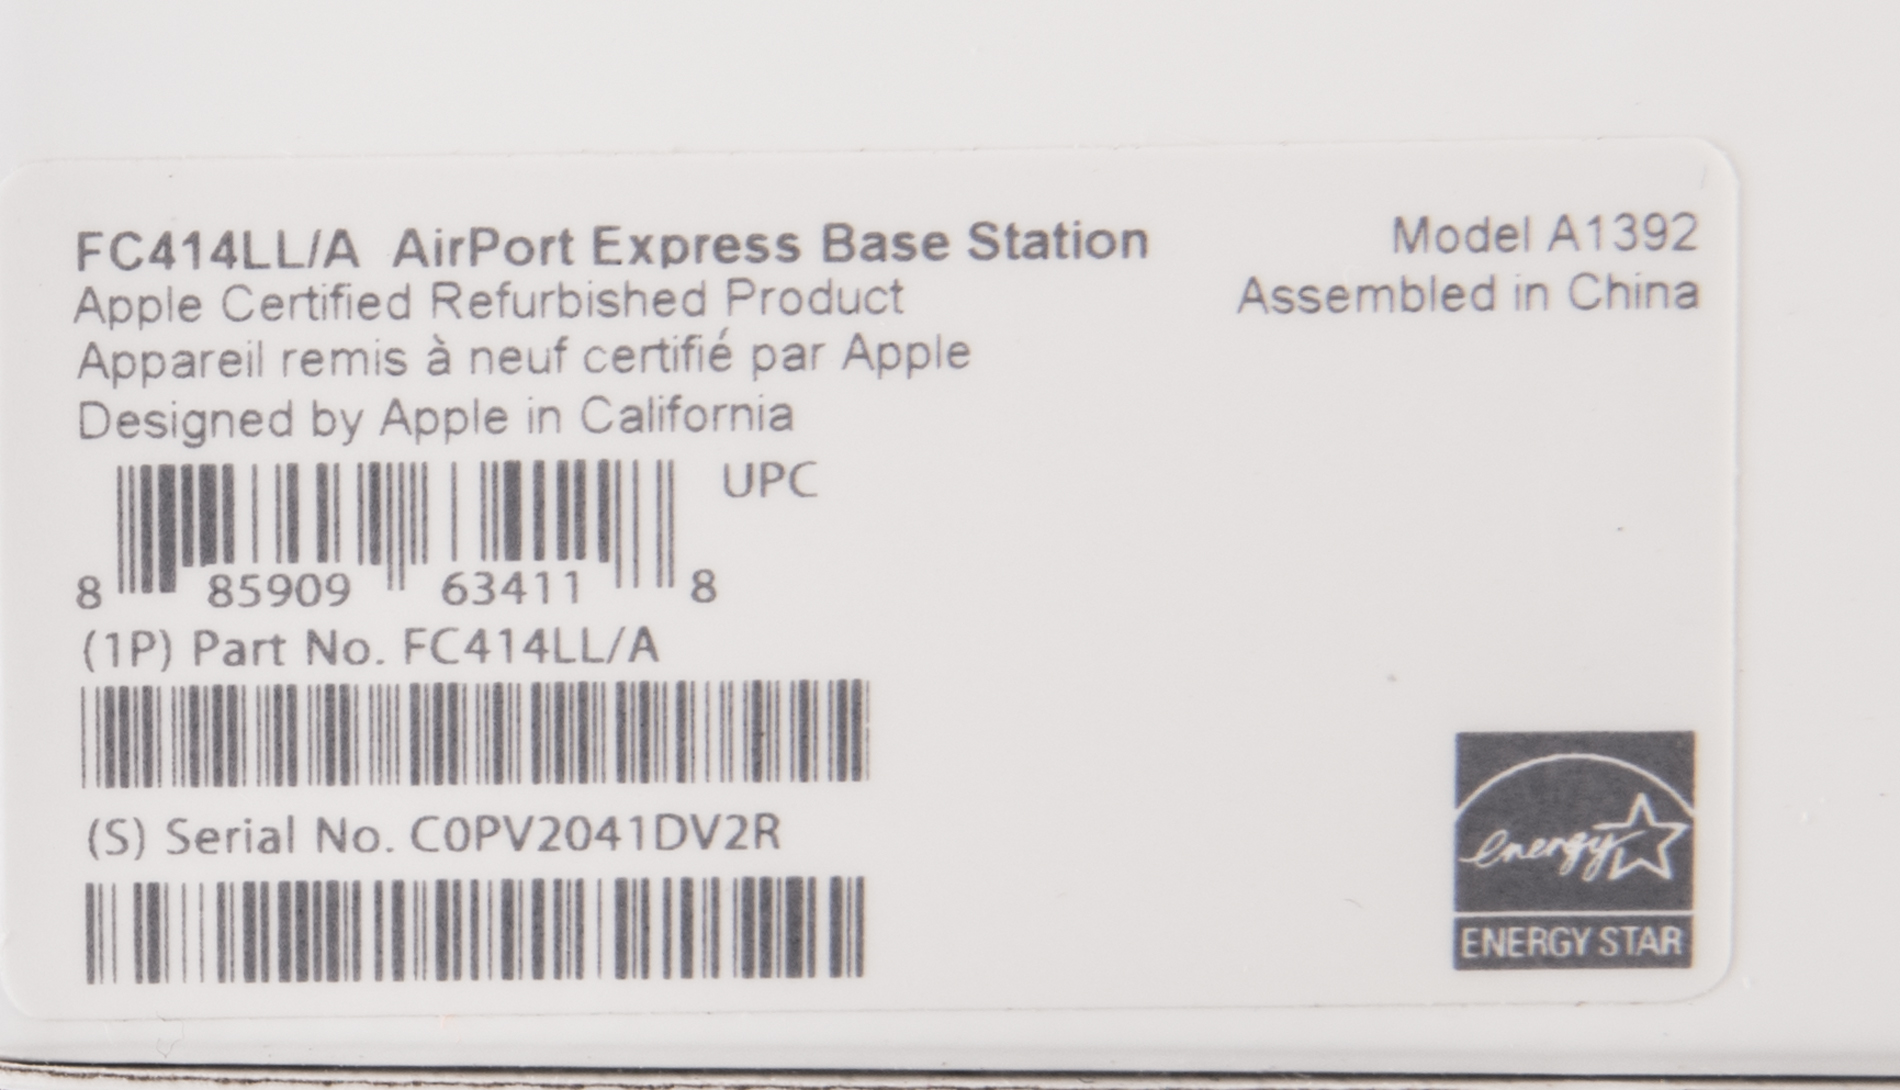 FC414LL/A AirPort Express Base Station
Apple Certified Refurbished Product
Appareil remis à neuf certifié par Apple
Designed by Apple in California
Model A1392
Assembled in China
UPC
8 85909 63411 8
(1P) Part No. FC414LL/A
(S) Serial No. C0PV2041DV2R
energy
ENERGY STAR